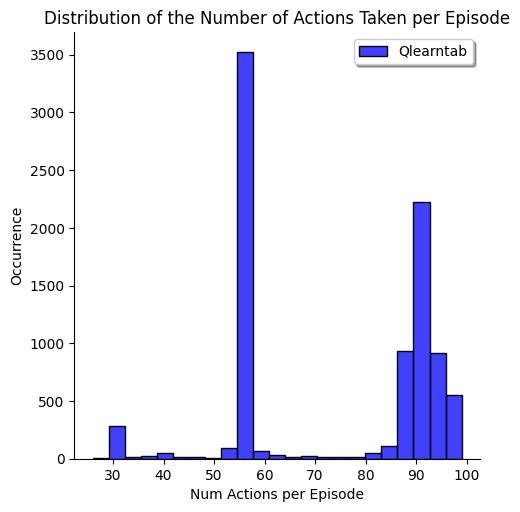 Distribution of the Number of Actions Taken per Episode
Qlearntab
3500
3000
2500
2000
1500
1000
500
0
Occurrence
30 40 50 60 70 80 90 100
Num Actions per Episode